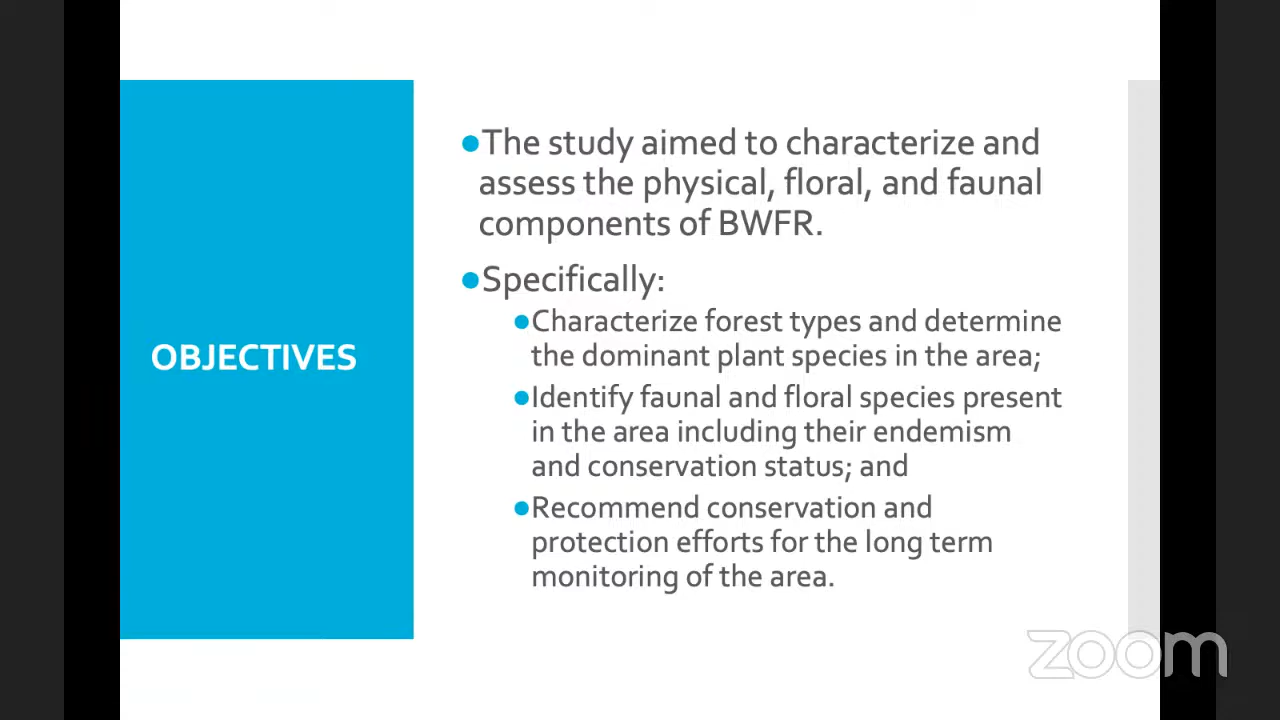 OBJECTIVES
●The study aimed to characterize and
assess the physical, floral, and faunal
components of BWFR.
●Specifically:
●Characterize forest types and determine
the dominant plant species in the area;
●Identify faunal and floral species present
in the area including their endemism
and conservation status; and
●Recommend conservation and
protection efforts for the long term
monitoring of the area.
zoom